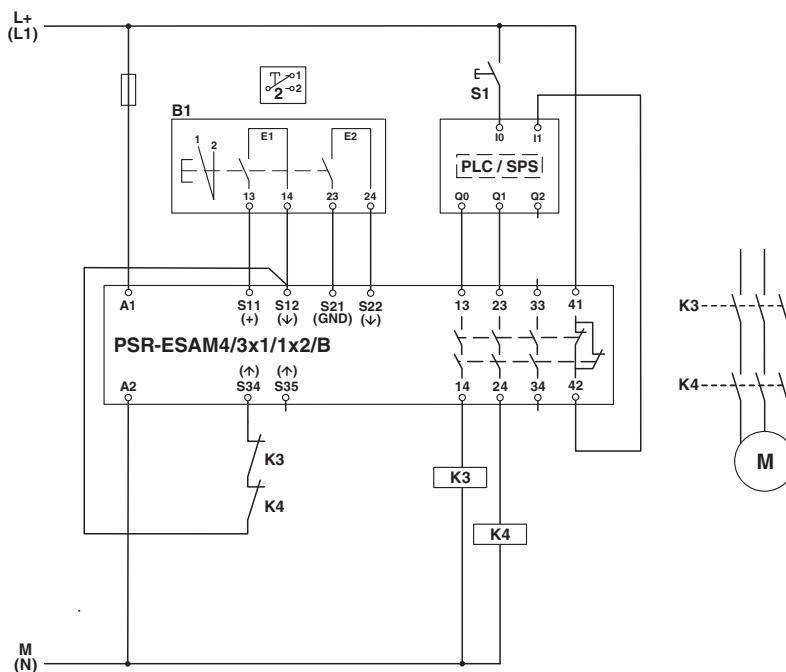 L+
(L1)
1
2
2
B1
S1
1
2
E1
E2
13
14
23
24
I0
I1
PLC / SPS
Q0
Q1
Q2
A1
S11
(+)
S12
(↓)
S21
(GND)
S22
(↓)
13
23
33
41
PSR-ESAM4/3x1/1x2/B
(↑)
(↑)
A2
S34
S35
14
24
34
42
K3
K4
K3
K4
K3
K4
M
M
(N)